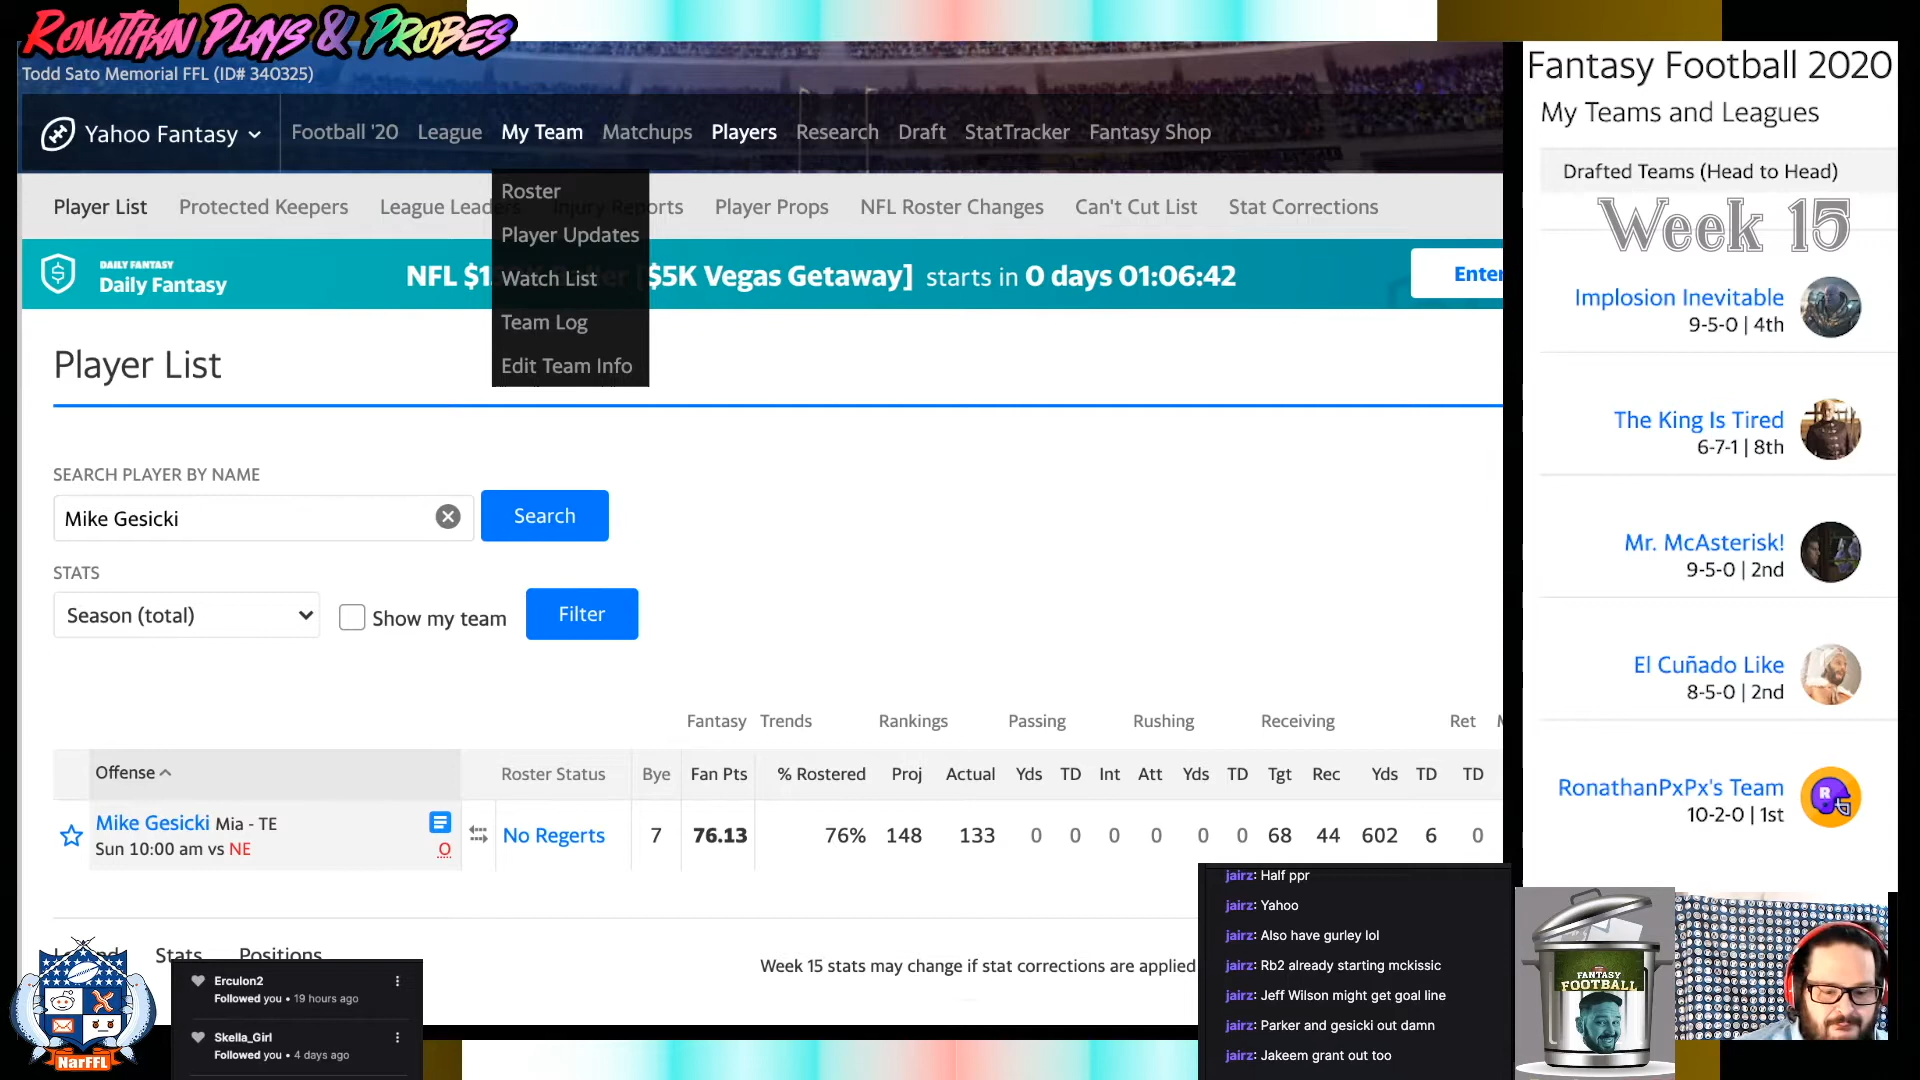 RONATHAN PLAYS & PROBES
Todd Sato Memorial FFL (ID# 340325)
Yahoo Fantasy
Football '20 League My Team Matchups Players Research Draft StatTracker Fantasy Shop
Player List Protected Keepers League Leaders Injury Reports Player Props NFL Roster Changes Can't Cut List Stat Corrections
Roster
Player Updates
Watch List
Team Log
Edit Team Info
DAILY FANTASY
Daily Fantasy
NFL $1 [$5K Vegas Getaway] starts in 0 days 01:06:42
Enter
Player List
SEARCH PLAYER BY NAME
Mike Gesicki
Search
STATS
Season (total)
Show my team
Filter
Fantasy Trends Rankings Passing Rushing Receiving Ret
Offense Roster Status Bye Fan Pts % Rostered Proj Actual Yds TD Int Att Yds TD Tgt Rec Yds TD TD
Mike Gesicki Mia - TE
Sun 10:00 am vs NE O
No Regerts 7 76.13 76% 148 133 0 0 0 0 0 0 68 44 602 6 0
Stats Positions
Week 15 stats may change if stat corrections are applied
Erculon2
Followed you • 19 hours ago
Skella_Girl
Followed you • 4 days ago
NarFFL
jairz: Half ppr
jairz: Yahoo
jairz: Also have gurley lol
jairz: Rb2 already starting mckissic
jairz: Jeff Wilson might get goal line
jairz: Parker and gesicki out damn
jairz: Jakeem grant out too
Fantasy Football 2020
My Teams and Leagues
Drafted Teams (Head to Head)
Week 15
Implosion Inevitable
9-5-0 | 4th
The King Is Tired
6-7-1 | 8th
Mr. McAsterisk!
9-5-0 | 2nd
El Cuñado Like
8-5-0 | 2nd
RonathanPxPx's Team
10-2-0 | 1st
R
FANTASY
FOOTBALL